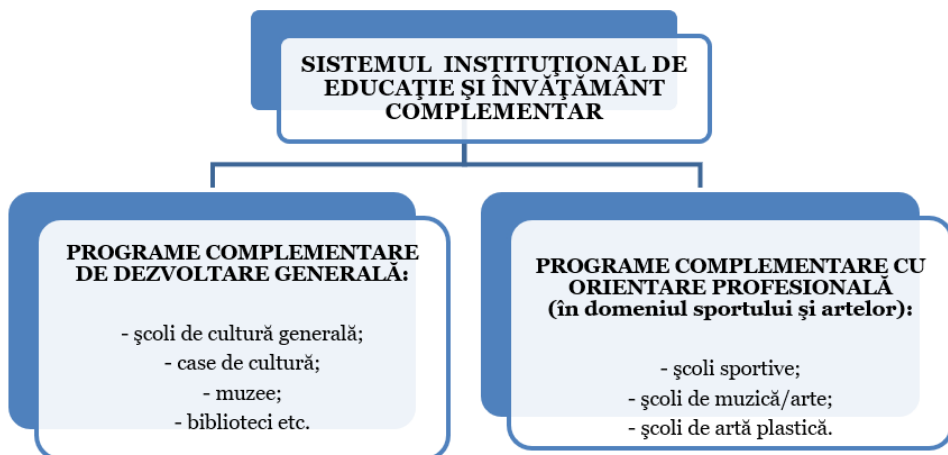 SISTEMUL INSTITUŢIONAL DE
EDUCAŢIE ŞI ÎNVĂŢĂMÂNT
COMPLEMENTAR
PROGRAME COMPLEMENTARE
DE DEZVOLTARE GENERALĂ:
- şcoli de cultură generală;
- case de cultură;
- muzee;
- biblioteci etc.
PROGRAME COMPLEMENTARE CU
ORIENTARE PROFESIONALĂ
(în domeniul sportului şi artelor):
- şcoli sportive;
- şcoli de muzică/arte;
- şcoli de artă plastică.